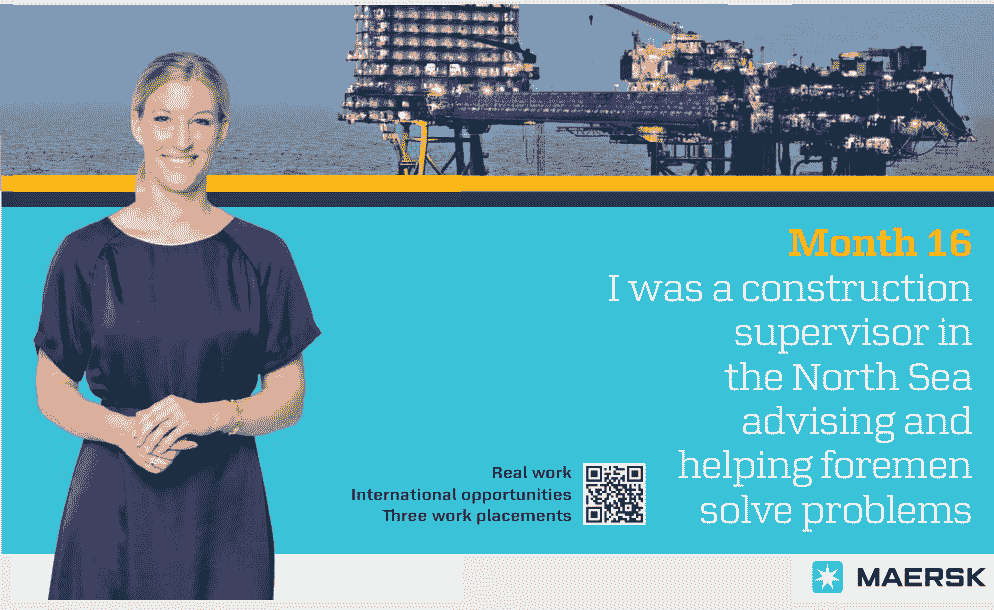 Month 16
I was a construction
supervisor in
the North Sea
advising and
helping foremen
solve problems
Real work
International opportunities
Three work placements
MAERSK